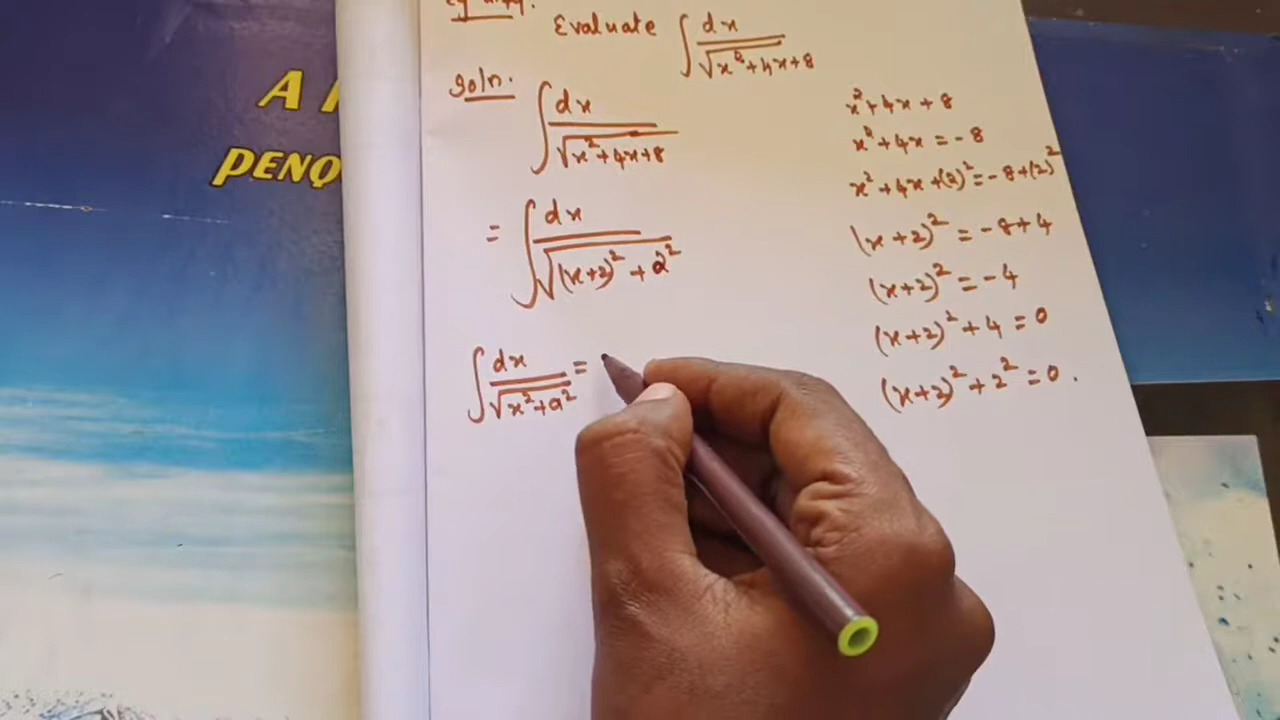 Evaluate ∫ dx/√(x²+4x+8)
Soln. ∫ dx/√(x²+4x+8)
= ∫ dx/√((x+2)² + 2²)
∫ dx/√(x²+a²) =
x²+4x+8
x²+4x = -8
x²+4x+(2)² = -8+(2)²
(x+2)² = -8+4
(x+2)² = -4
(x+2)² + 4 = 0
(x+2)² + 2² = 0.
A
PENQ